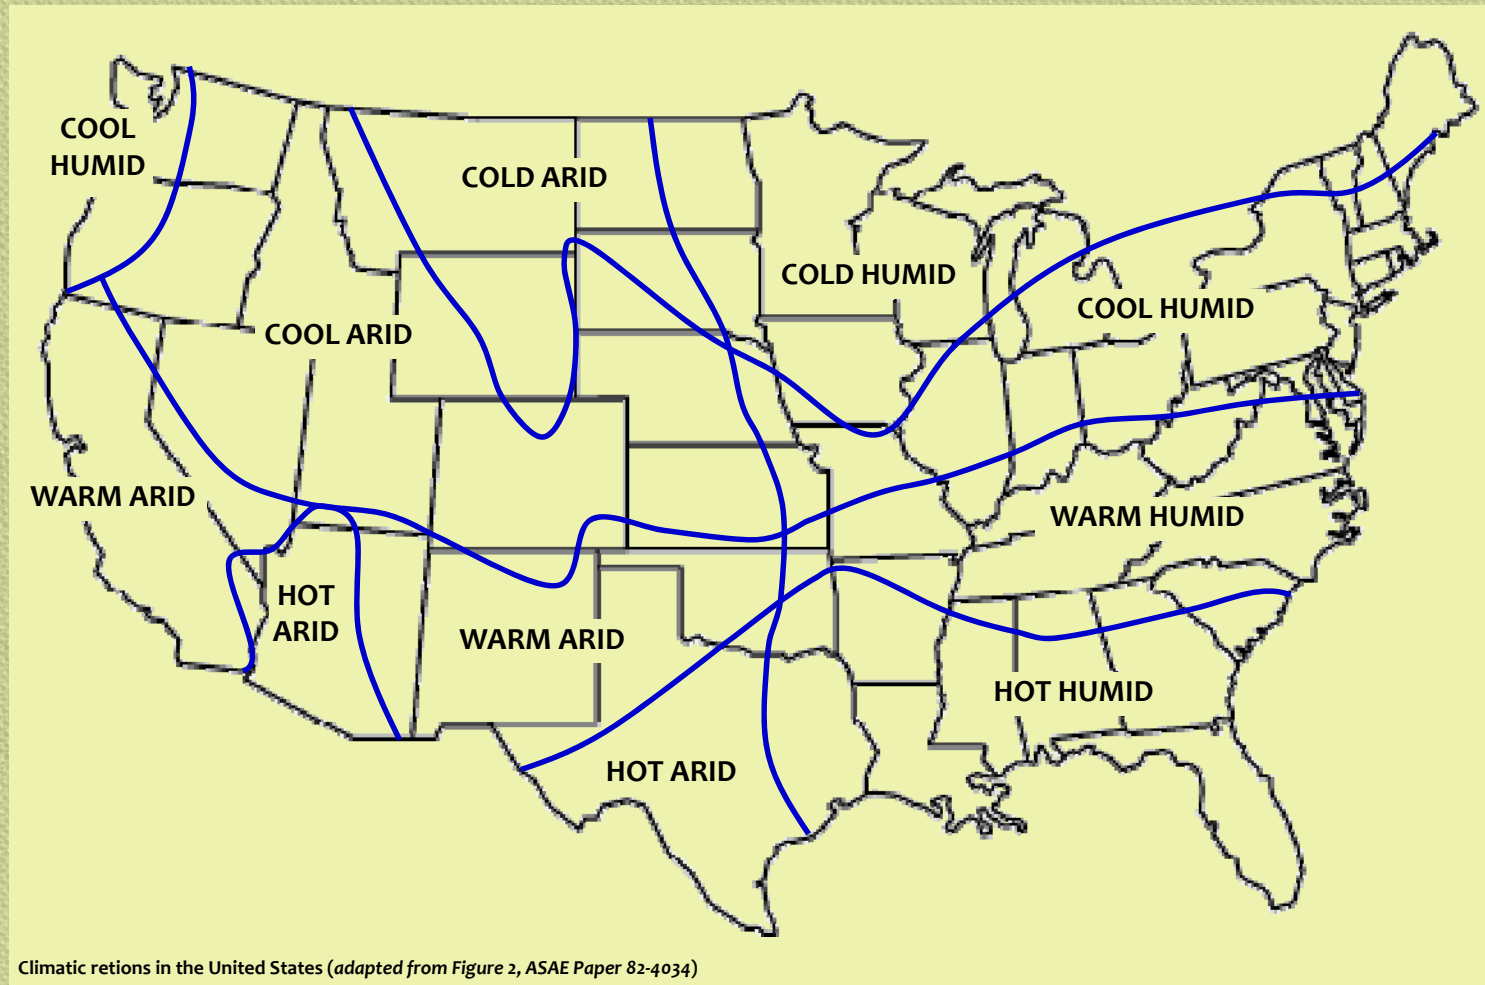 COOL
HUMID
COLD ARID
COLD HUMID
COOL HUMID
COOL ARID
WARM ARID
WARM HUMID
HOT
ARID
WARM ARID
HOT HUMID
HOT ARID
Climatic retions in the United States (adapted from Figure 2, ASAE Paper 82-4034)